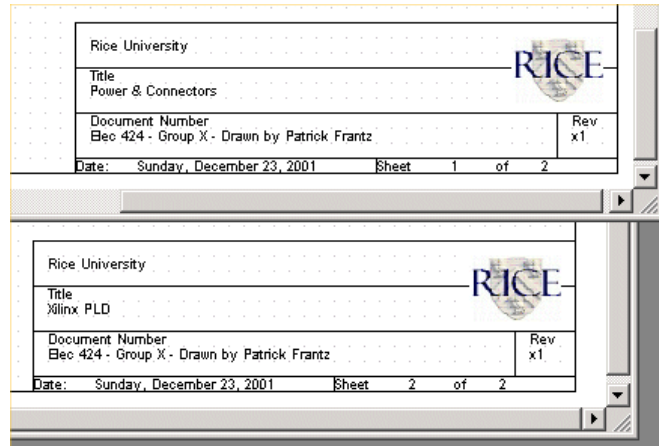 Rice University
RICE
Title
Power & Connectors
Document Number
Elec 424 - Group X - Drawn by Patrick Frantz
Rev
x1
Date: Sunday, December 23, 2001 Sheet 1 of 2
Rice University
RICE
Title
Xilinx PLD
Document Number
Elec 424 - Group X - Drawn by Patrick Frantz
Rev
x1
Date: Sunday, December 23, 2001 Sheet 2 of 2